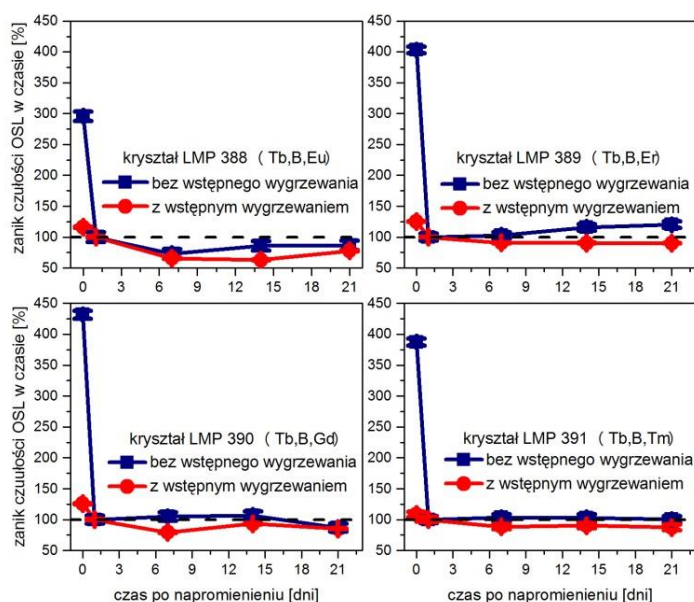 zanik czułości OSL w czasie [%]
450
400
350
300
250
200
150
100
50
kryształ LMP 388 ( Tb,B,Eu)
bez wstępnego wygrzewania
z wstępnym wygrzewaniem
0 3 6 9 12 15 18 21
450
400
350
300
250
200
150
100
50
kryształ LMP 389 ( Tb,B,Er)
bez wstępnego wygrzewania
z wstępnym wygrzewaniem
0 3 6 9 12 15 18 21
zanik czuułości OSL w czasie [%]
450
400
350
300
250
200
150
100
50
kryształ LMP 390 ( Tb,B,Gd)
bez wstępnego wygrzewania
z wstępnym wygrzewaniem
0 3 6 9 12 15 18 21
czas po napromienieniu [dni]
450
400
350
300
250
200
150
100
50
kryształ LMP 391 ( Tb,B,Tm)
bez wstępnego wygrzewania
z wstępnym wygrzewaniem
0 3 6 9 12 15 18 21
czas po napromienieniu [dni]